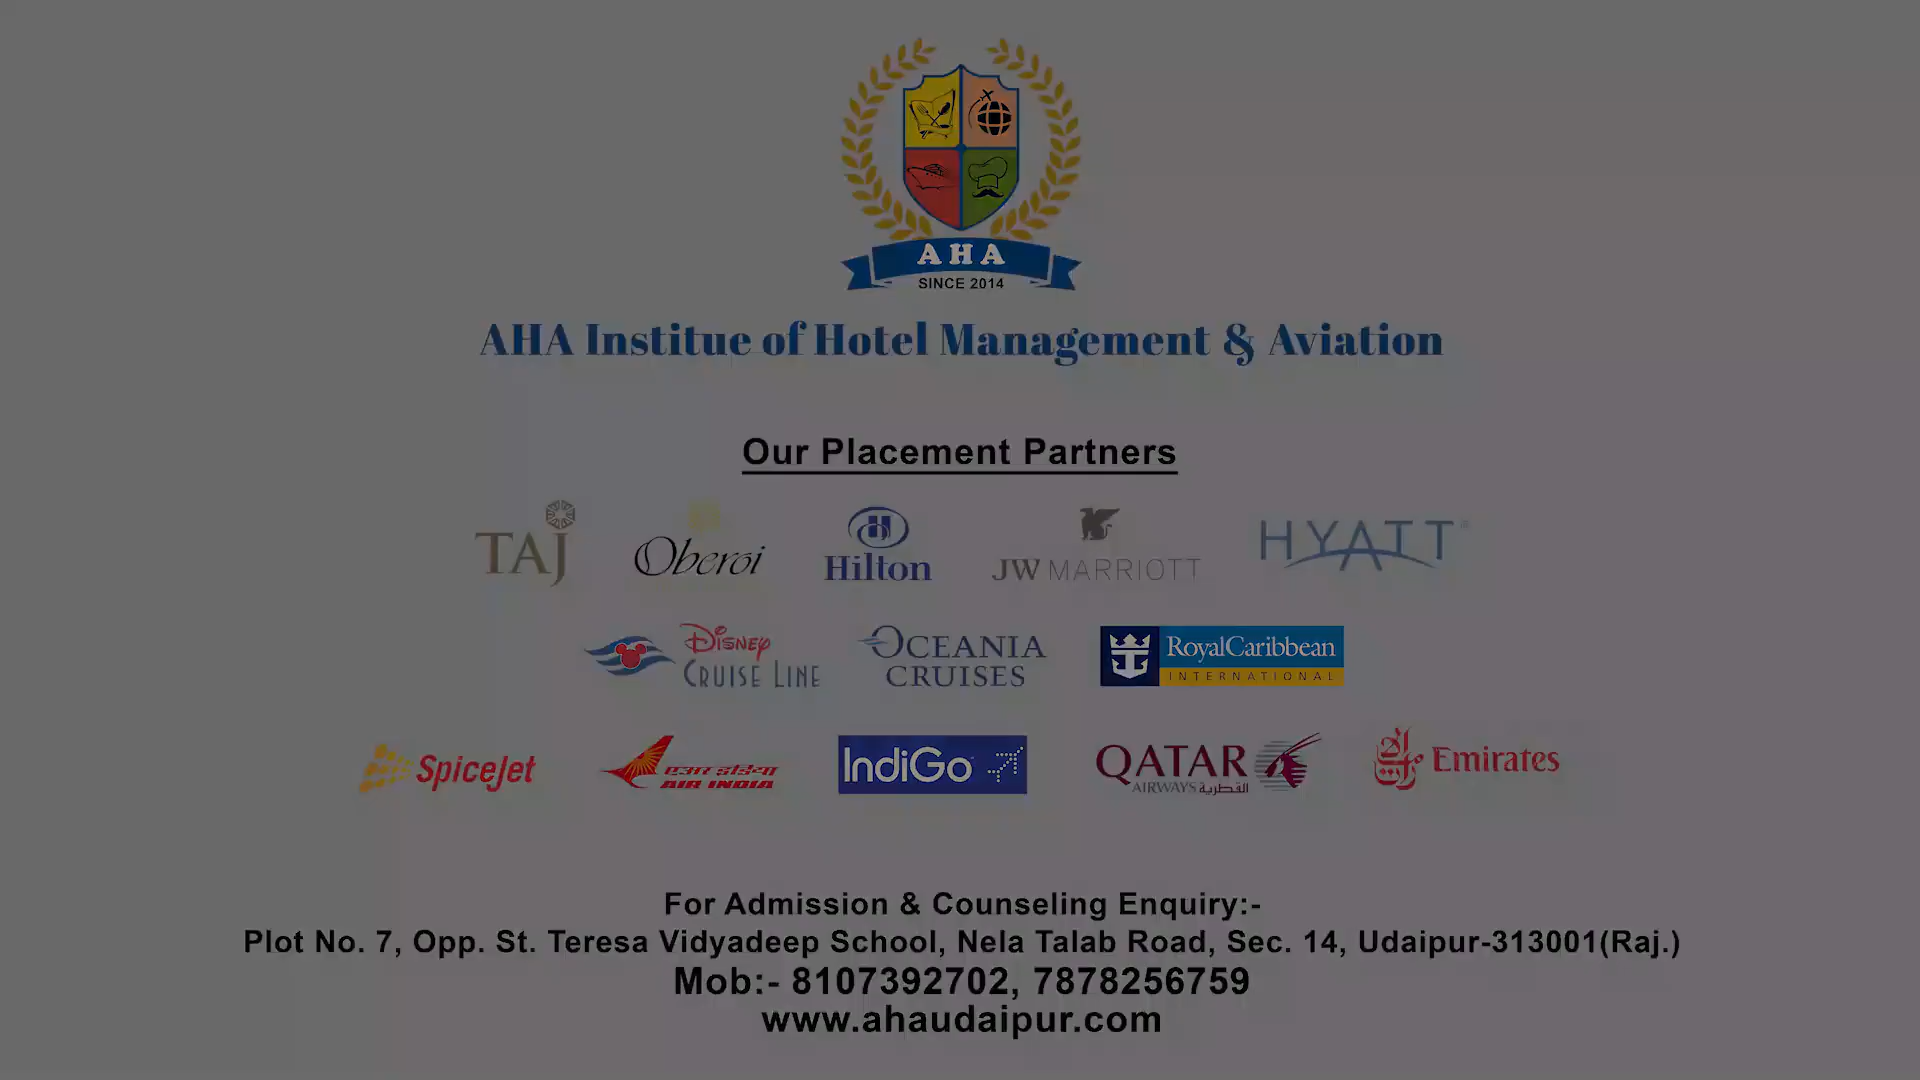 AHA
SINCE 2014
AHA Institue of Hotel Management & Aviation
Our Placement Partners
TAJ Oberoi Hilton JW MARRIOTT HYATT
DISNEY CRUISE LINE OCEANIA CRUISES RoyalCaribbean INTERNATIONAL
SpiceJet एअर इंडिया AIR INDIA IndiGo QATAR AIRWAYS القطرية Emirates
For Admission & Counseling Enquiry:-
Plot No. 7, Opp. St. Teresa Vidyadeep School, Nela Talab Road, Sec. 14, Udaipur-313001(Raj.)
Mob:- 8107392702, 7878256759
www.ahaudaipur.com